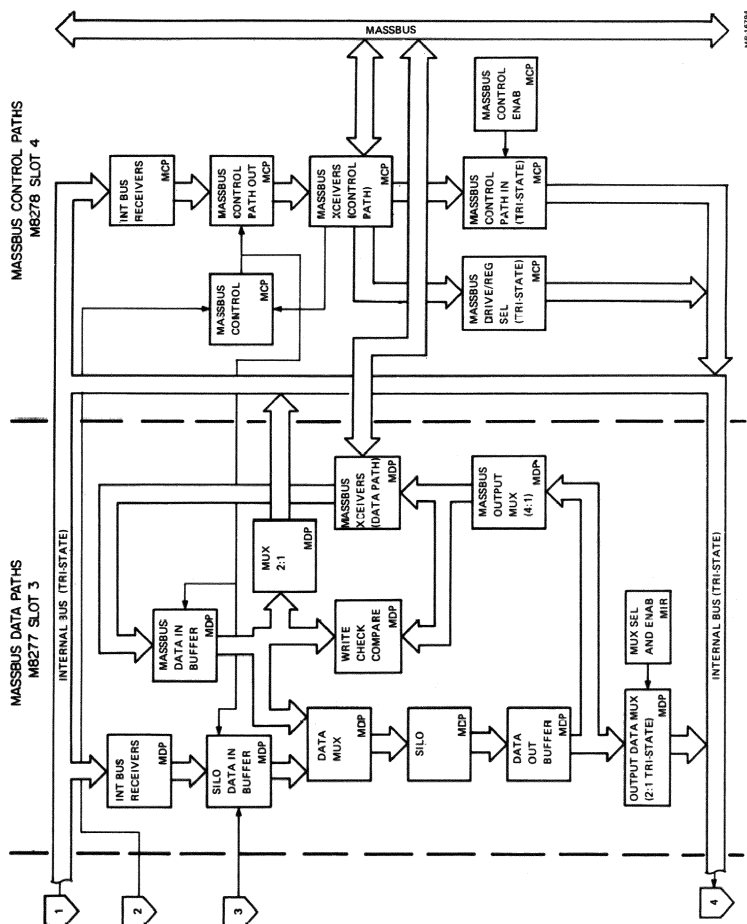 MASSBUS DATA PATHS
M8277 SLOT 3
MASSBUS CONTROL PATHS
M8278 SLOT 4
1
INTERNAL BUS (TRI-STATE)
2
3
4
INT BUS
RECEIVERS
MDP
SILO
DATA IN
BUFFER
MDP
DATA
MUX
MDP
SILO
MCP
DATA OUT
BUFFER
MDP
OUTPUT DATA MUX
(2:1 TRI-STATE)
MDP
MUX SEL
AND ENAB
MIR
MASSBUS
DATA IN
BUFFER
MDP
WRITE
CHECK
COMPARE
MDP
MUX
2:1
MDP
MASSBUS
XCEIVERS
(DATA PATH)
MDP
MASSBUS
OUTPUT
MUX
(4:1)
MDP
INTERNAL BUS (TRI-STATE)
INT BUS
RECEIVERS
MCP
MASSBUS
CONTROL
MCP
MASSBUS
CONTROL
PATH OUT
MCP
MASSBUS
XCEIVERS
(CONTROL
PATH)
MCP
MASSBUS
DRIVE/REG
SEL
(TRI-STATE)
MCP
MASSBUS
CONTROL
PATH IN
(TRI-STATE)
MCP
MASSBUS
CONTROL
ENAB
MCP
MASSBUS